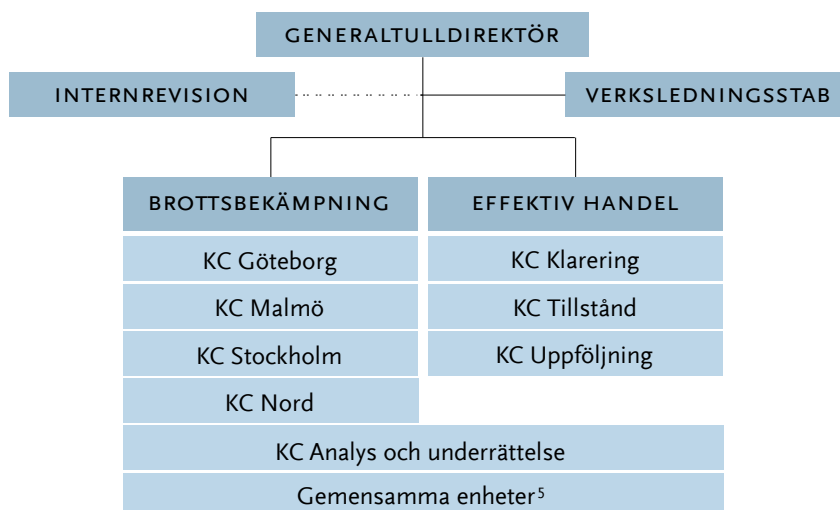 GENERALTULLDIREKTÖR
INTERNREVISION
VERKSLEDNINGSSTAB
BROTTSBEKÄMPNING
EFFEKTIV HANDEL
KC Göteborg
KC Klarering
KC Malmö
KC Tillstånd
KC Stockholm
KC Uppföljning
KC Nord
KC Analys och underrättelse
Gemensamma enheter⁵